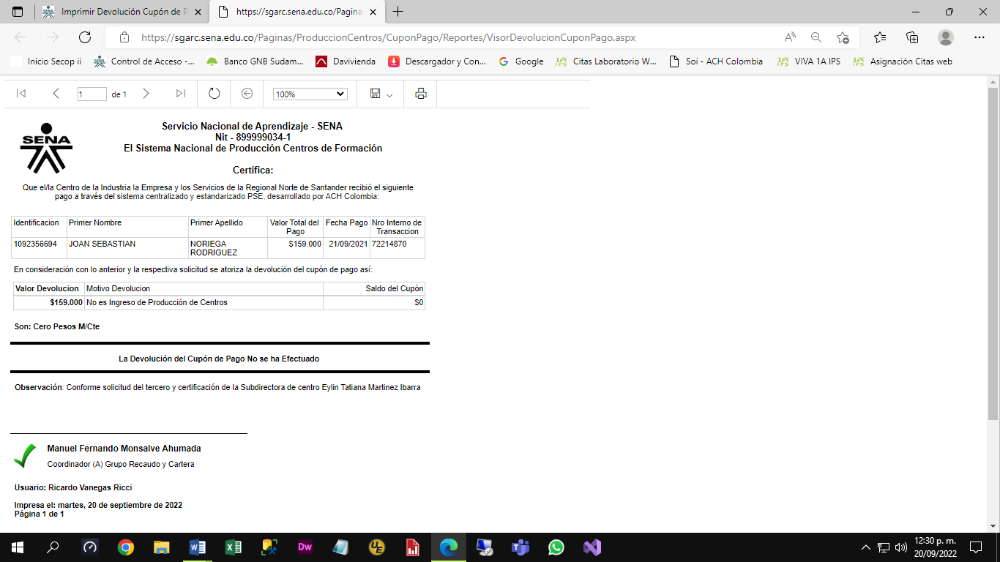 Imprimir Devolución Cupón de P
https://sgarc.sena.edu.co/Pagina
https://sgarc.sena.edu.co/Paginas/ProduccionCentros/CuponPago/Reportes/VisorDevolucionCuponPago.aspx
Inicio Secop ii
Control de Acceso -...
Banco GNB Sudam...
Davivienda
Descargador y Con...
Google
Citas Laboratorio W...
Soi - ACH Colombia
VIVA 1A IPS
Asignación Citas web
1 de 1
100%
SENA
Servicio Nacional de Aprendizaje - SENA
Nit - 899999034-1
El Sistema Nacional de Producción Centros de Formación
Certifica:
Que el/la Centro de la Industria la Empresa y los Servicios de la Regional Norte de Santander recibió el siguiente
pago a través del sistema centralizado y estandarizado PSE, desarrollado por ACH Colombia:
Identificacion Primer Nombre Primer Apellido Valor Total del Pago Fecha Pago Nro Interno de Transaccion
1092356694 JOAN SEBASTIAN NORIEGA RODRIGUEZ $159.000 21/09/2021 72214870
En consideración con lo anterior y la respectiva solicitud se atoriza la devolución del cupón de pago así:
Valor Devolucion Motivo Devolucion Saldo del Cupón
$159.000 No es Ingreso de Producción de Centros $0
Son: Cero Pesos M/Cte
La Devolución del Cupón de Pago No se ha Efectuado
Observación: Conforme solicitud del tercero y certificación de la Subdirectora de centro Eylin Tatiana Martinez Ibarra
Manuel Fernando Monsalve Ahumada
Coordinador (A) Grupo Recaudo y Cartera
Usuario: Ricardo Vanegas Ricci
Impresa el: martes, 20 de septiembre de 2022
Página 1 de 1
12:30 p. m.
20/09/2022